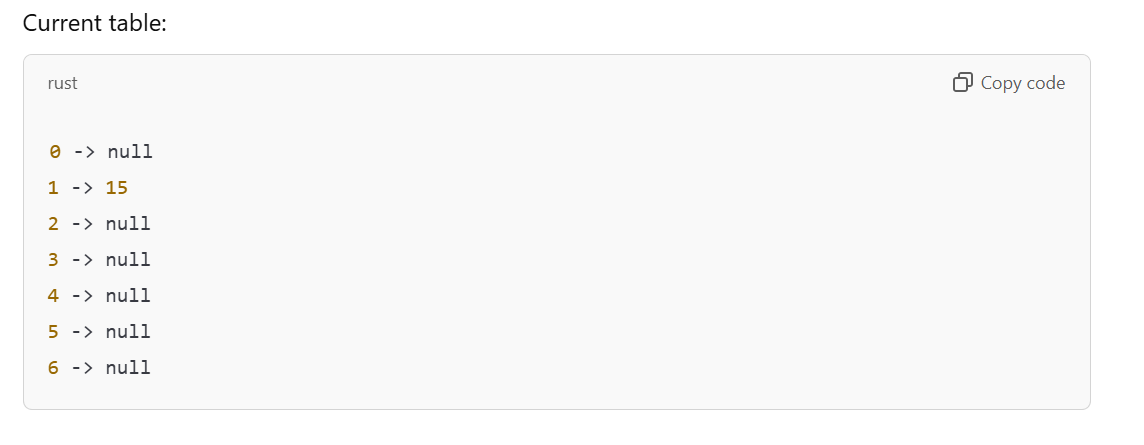 Current table:
rust
Copy code
0 -> null
1 -> 15
2 -> null
3 -> null
4 -> null
5 -> null
6 -> null